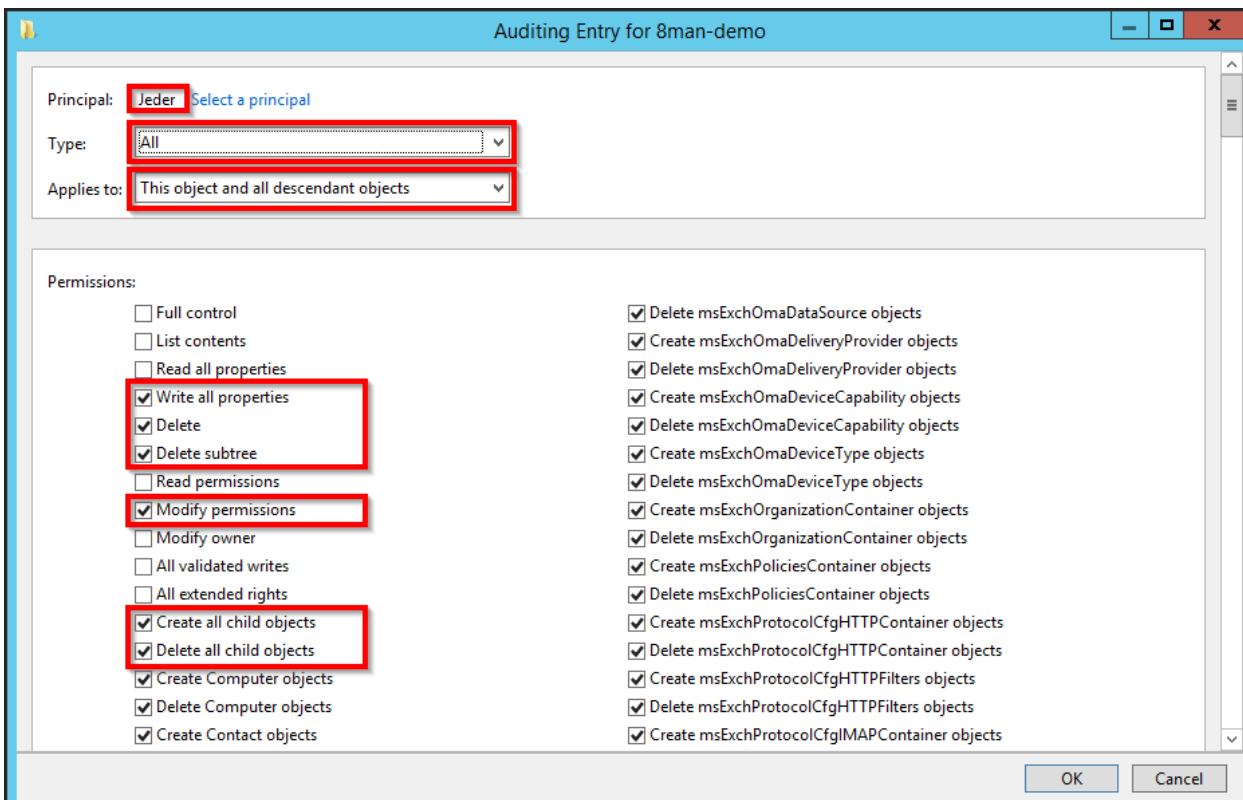 Auditing Entry for 8man-demo
Principal: Jeder Select a principal
Type: All
Applies to: This object and all descendant objects
Permissions:
Full control
List contents
Read all properties
Write all properties
Delete
Delete subtree
Read permissions
Modify permissions
Modify owner
All validated writes
All extended rights
Create all child objects
Delete all child objects
Create Computer objects
Delete Computer objects
Create Contact objects
Delete msExchOmaDataSource objects
Create msExchOmaDeliveryProvider objects
Delete msExchOmaDeliveryProvider objects
Create msExchOmaDeviceCapability objects
Delete msExchOmaDeviceCapability objects
Create msExchOmaDeviceType objects
Delete msExchOmaDeviceType objects
Create msExchOrganizationContainer objects
Delete msExchOrganizationContainer objects
Create msExchPoliciesContainer objects
Delete msExchPoliciesContainer objects
Create msExchProtocolCfgHTTPContainer objects
Delete msExchProtocolCfgHTTPContainer objects
Create msExchProtocolCfgHTTPFilters objects
Delete msExchProtocolCfgHTTPFilters objects
Create msExchProtocolCfgIMAPContainer objects
OK Cancel